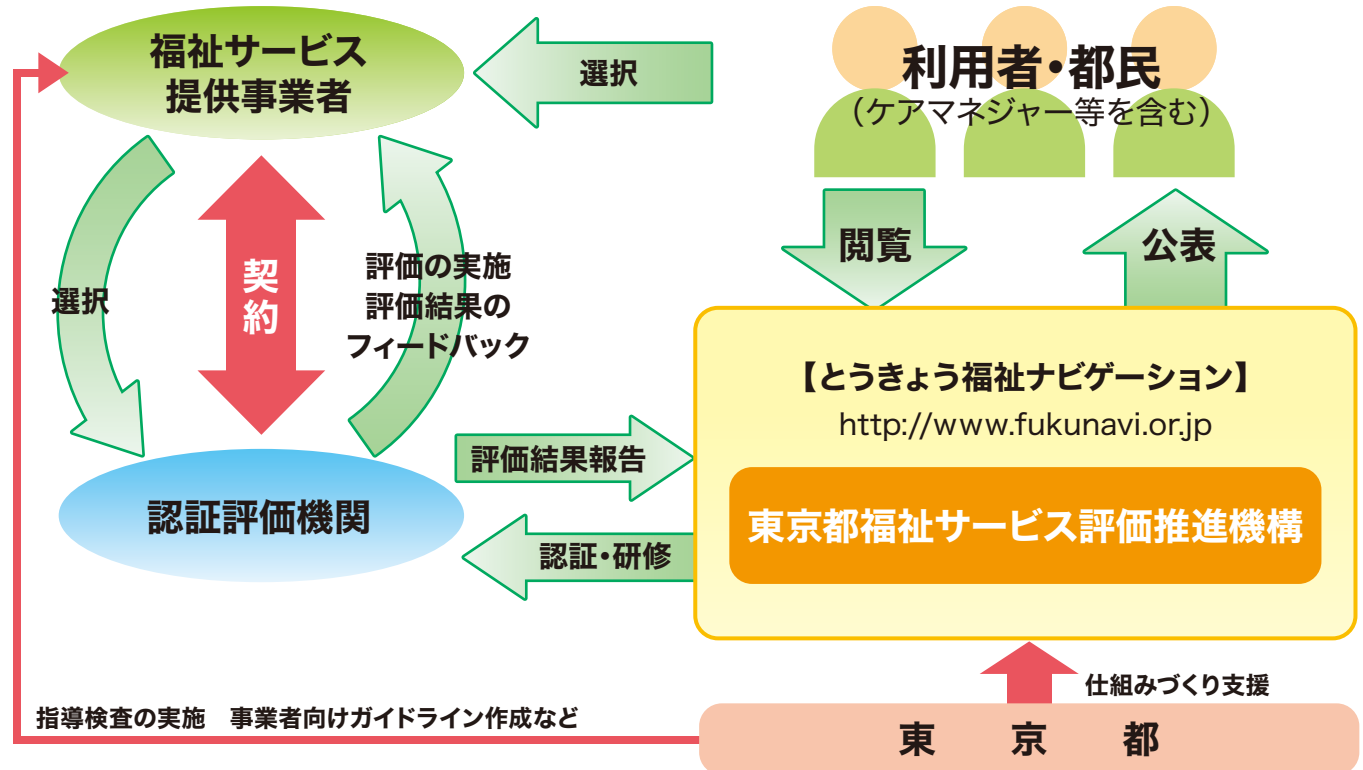 福祉サービス
提供事業者
選択
利用者・都民
（ケアマネジャー等を含む）
選択
契約
評価の実施
評価結果の
フィードバック
閲覧
公表
【とうきょう福祉ナビゲーション】
http://www.fukunavi.or.jp
東京都福祉サービス評価推進機構
評価結果報告
認証・研修
認証評価機関
仕組みづくり支援
指導検査の実施　事業者向けガイドライン作成など
東　京　都